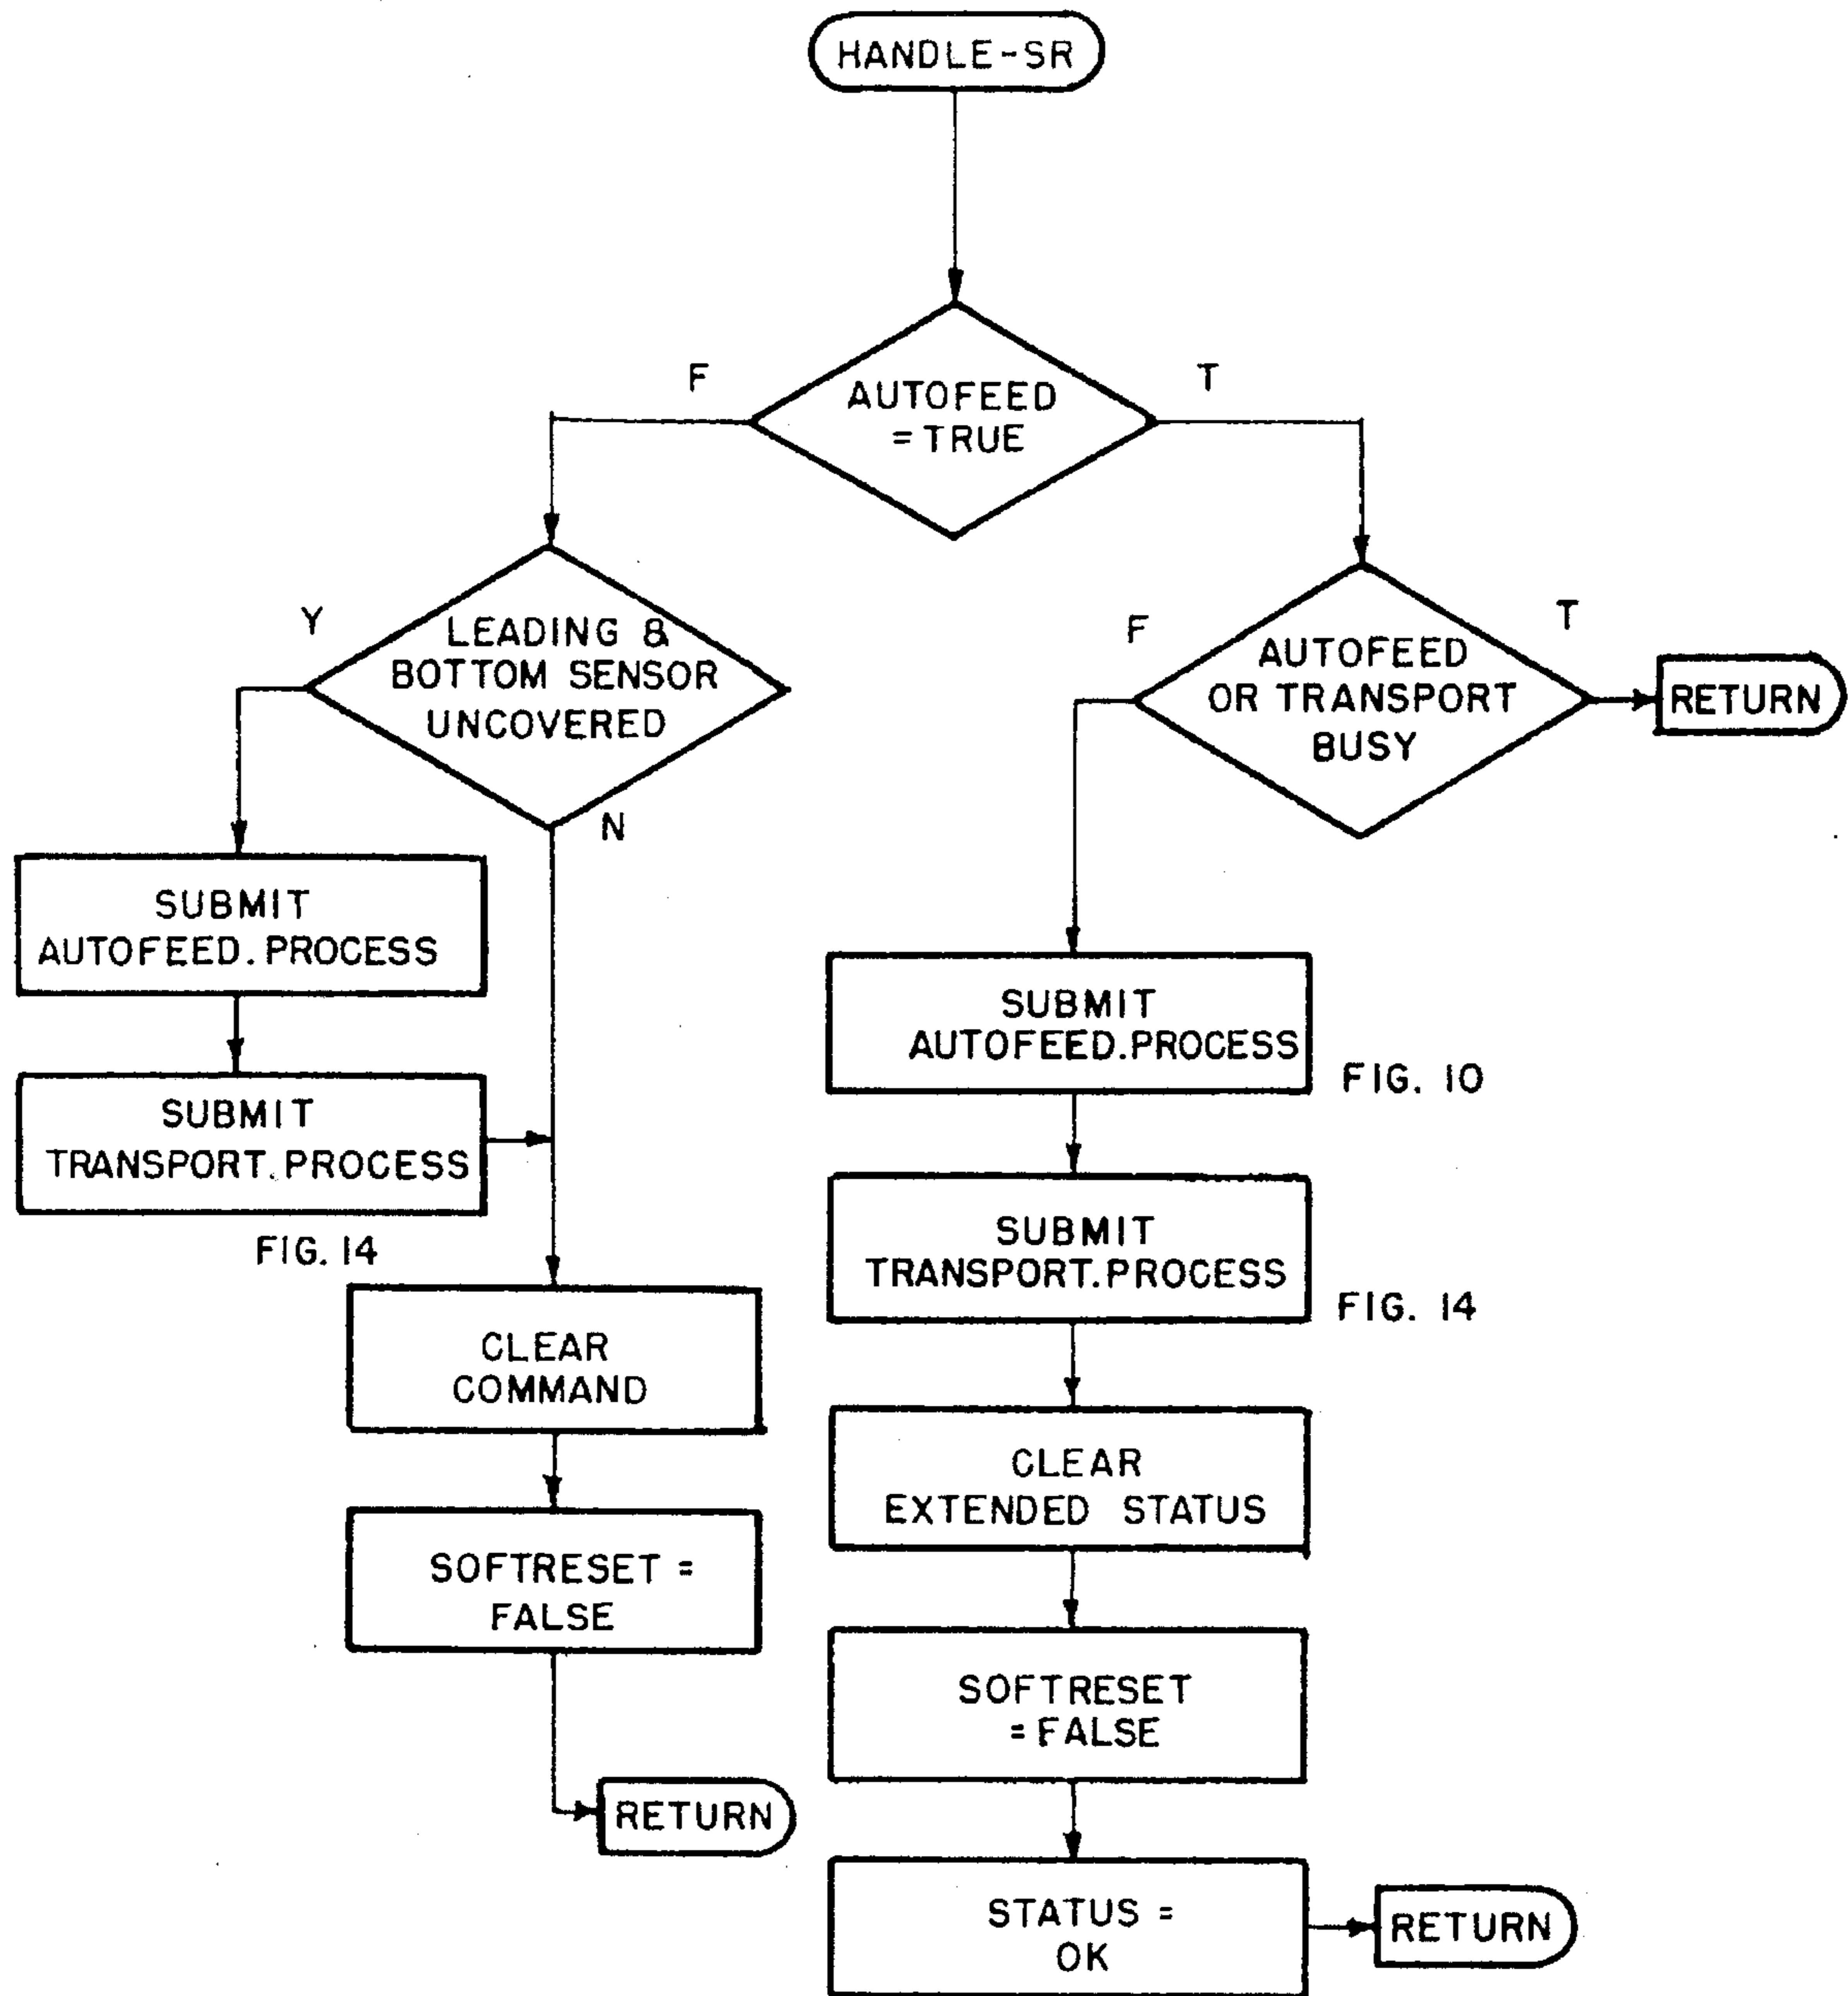 HANDLE-SR
F
T
AUTOFEED
= TRUE
Y
LEADING &
BOTTOM SENSOR
UNCOVERED
N
F
T
AUTOFEED
OR TRANSPORT
BUSY
RETURN
SUBMIT
AUTOFEED. PROCESS
SUBMIT
TRANSPORT. PROCESS
FIG. 14
CLEAR
COMMAND
SOFTRESET =
FALSE
RETURN
SUBMIT
AUTOFEED.PROCESS
FIG. 10
SUBMIT
TRANSPORT.PROCESS
FIG. 14
CLEAR
EXTENDED STATUS
SOFTRESET
= FALSE
STATUS =
OK
RETURN